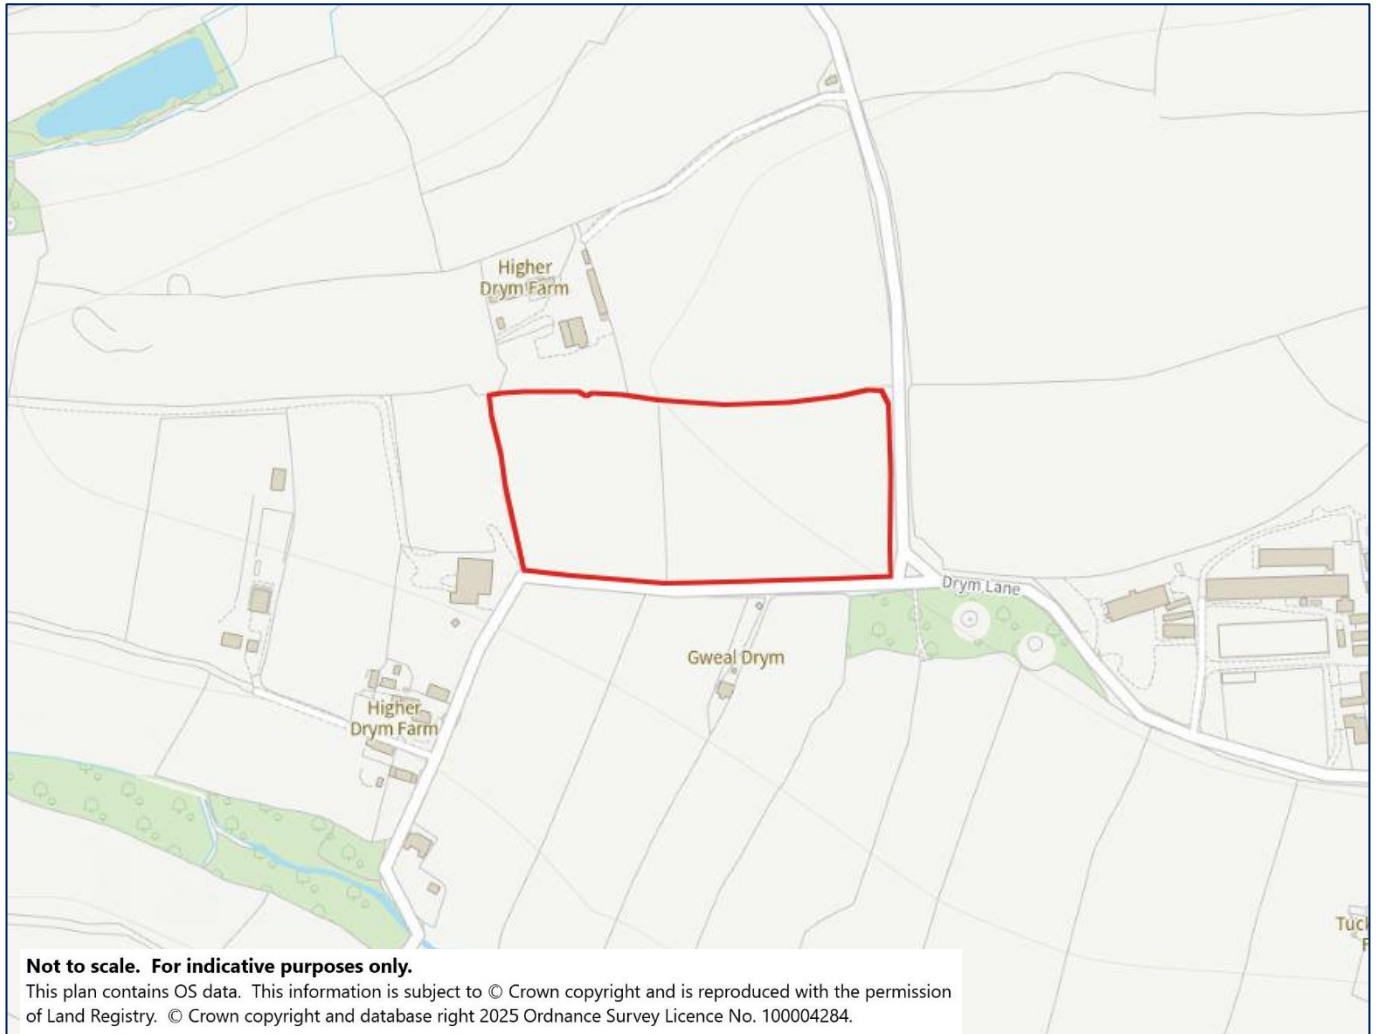 Higher
Drym Farm
Drym Lane
Gweal Drym
Higher
Drym Farm
Tuck
F
Not to scale. For indicative purposes only.
This plan contains OS data. This information is subject to © Crown copyright and is reproduced with the permission
of Land Registry. © Crown copyright and database right 2025 Ordnance Survey Licence No. 100004284.